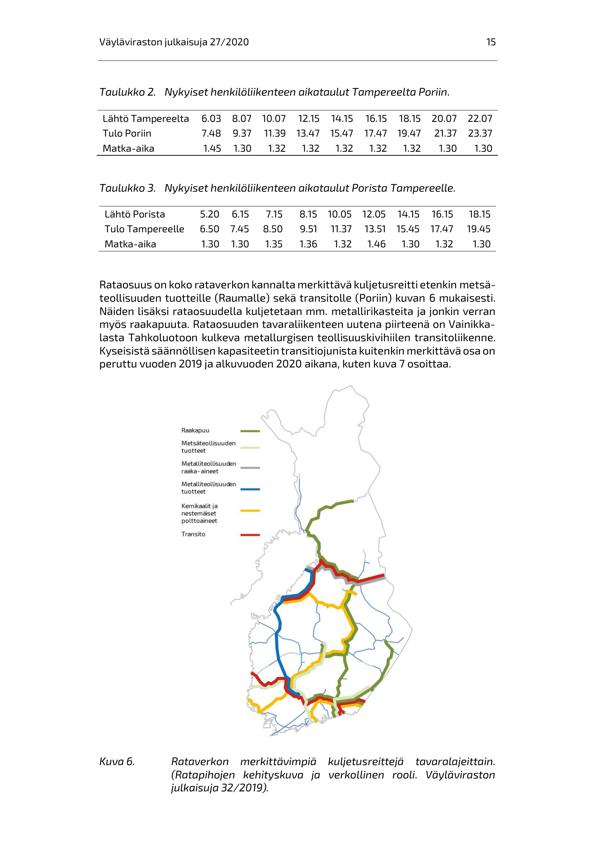 Väyläviraston julkaisuja 27/2020 15
Taulukko 2. Nykyiset henkilöliikenteen aikataulut Tampereelta Poriin.
Lähtö Tampereelta 6.03 8.07 10.07 12.15 14.15 16.15 18.15 20.07 22.07
Tulo Poriin 7.48 9.37 11.39 13.47 15.47 17.47 19.47 21.37 23.37
Matka-aika 1.45 1.30 1.32 1.32 1.32 1.32 1.32 1.30 1.30
Taulukko 3. Nykyiset henkilöliikenteen aikataulut Porista Tampereelle.
Lähtö Porista 5.20 6.15 7.15 8.15 10.05 12.05 14.15 16.15 18.15
Tulo Tampereelle 6.50 7.45 8.50 9.51 11.37 13.51 15.45 17.47 19.45
Matka-aika 1.30 1.30 1.35 1.36 1.32 1.46 1.30 1.32 1.30
Rataosuus on koko rataverkon kannalta merkittävä kuljetusreitti etenkin metsä-
teollisuuden tuotteille (Raumalle) sekä transitolle (Poriin) kuvan 6 mukaisesti.
Näiden lisäksi rataosuudella kuljetetaan mm. metallirikasteita ja jonkin verran
myös raakapuuta. Rataosuuden tavaraliikenteen uutena piirteenä on Vainikka-
lasta Tahkoluotoon kulkeva metallurgisen teollisuuskivihiilen transitoliikenne.
Kyseisistä säännöllisen kapasiteetin transitiojunista kuitenkin merkittävä osa on
peruttu vuoden 2019 ja alkuvuoden 2020 aikana, kuten kuva 7 osoittaa.
Raakapuu
Metsäteollisuuden
tuotteet
Metalliteollisuuden
raaka-aineet
Metalliteollisuuden
tuotteet
Kemikaalit ja
nestemäiset
polttoaineet
Transito
Kuva 6. Rataverkon merkittävimpiä kuljetusreittejä tavaralajeittain.
(Ratapihojen kehityskuva ja verkollinen rooli. Väyläviraston
julkaisuja 32/2019).